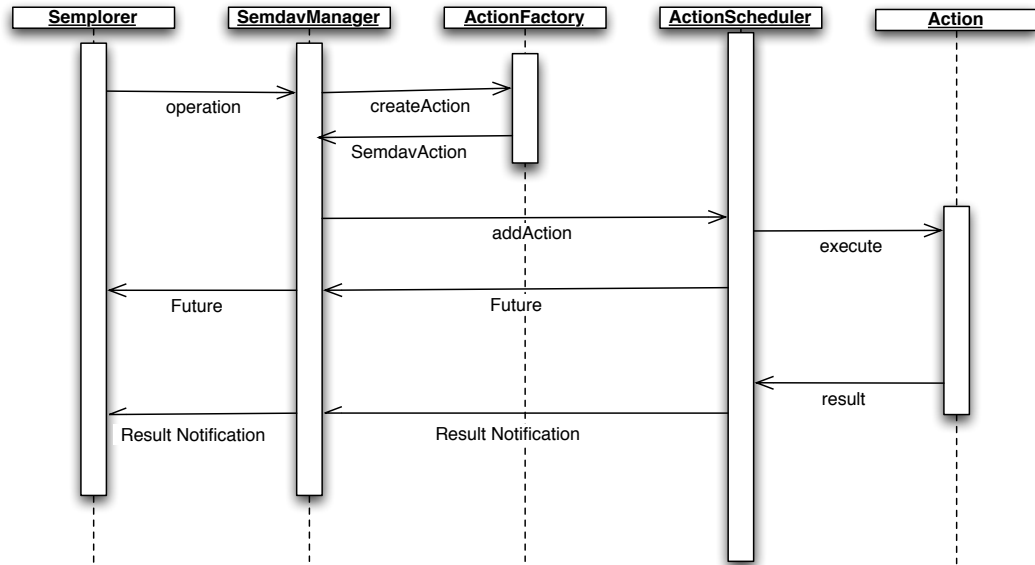 Semplorer
SemdavManager
ActionFactory
ActionScheduler
Action
operation
createAction
SemdavAction
addAction
execute
Future
Future
result
Result Notification
Result Notification